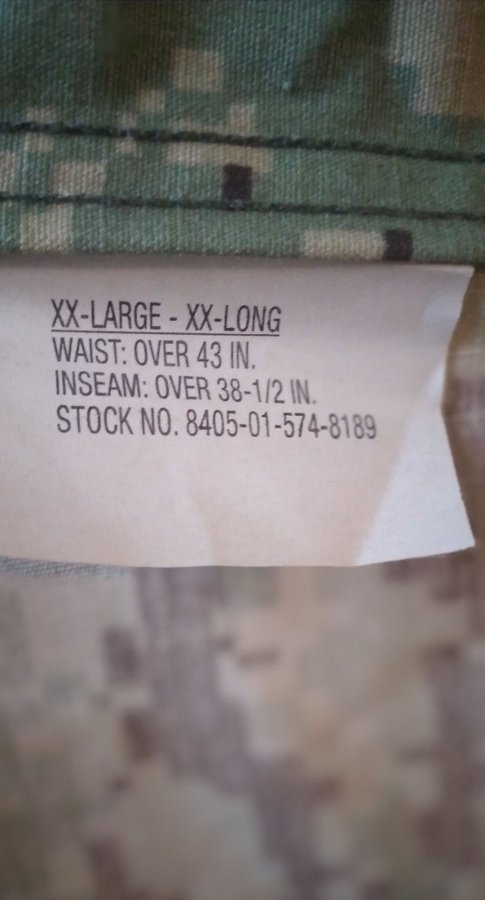 XX-LARGE - XX-LONG
WAIST: OVER 43 IN.
INSEAM: OVER 38-1/2 IN.
STOCK NO. 8405-01-574-8189